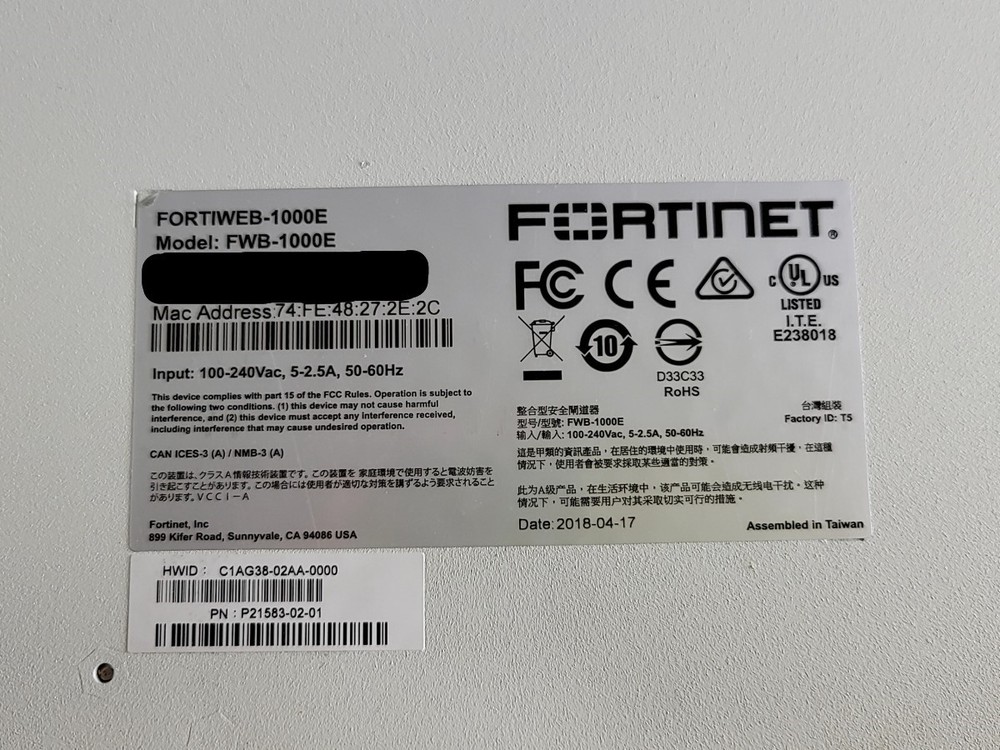 FORTIWEB-1000E
Model: FWB-1000E
Mac Address:74:FE:48:27:2E:2C
Input: 100-240Vac, 5-2.5A, 50-60Hz
This device complies with part 15 of the FCC Rules. Operation is subject to
the following two conditions. (1) this device may not cause harmful
interference, and (2) this device must accept any interference received,
including interference that may cause undesired operation.
CAN ICES-3 (A) / NMB-3 (A)
この装置は、クラスA情報技術装置です。この装置を 家庭環境で使用すると電波妨害を
引き起こすことがあります。この場合には使用者が適切な対策を講ずるよう要求されること
があります。VCCI-A
Fortinet, Inc
899 Kifer Road, Sunnyvale, CA 94086 USA
FORTINET®
FC CE
C UL US
LISTED
I.T.E.
E238018
10
D33C33
RoHS
整合型安全閘道器
型号/型號: FWB-1000E
输入/輸入: 100-240Vac, 5-2.5A, 50-60Hz
台灣組裝
Factory ID: T5
這是甲類的資訊產品，在居住的環境中使用時，可能會造成射頻干擾，在這種
情況下，使用者會被要求採取某些適當的對策。
此为A级产品，在生活环境中，该产品可能会造成无线电干扰。这种
情况下，可能需要用户对其采取切实可行的措施。
Date: 2018-04-17
Assembled in Taiwan
HWID : C1AG38-02AA-0000
PN : P21583-02-01